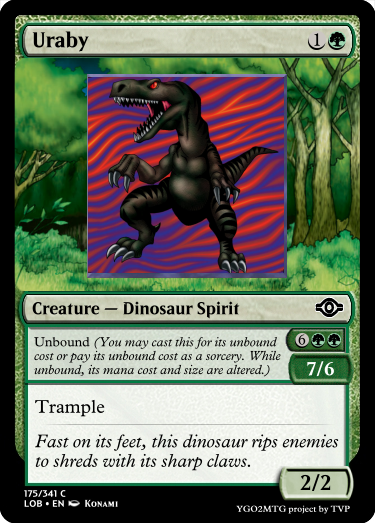 Uraby 1
Creature — Dinosaur Spirit
Unbound (You may cast this for its unbound
cost or pay its unbound cost as a sorcery. While
unbound, its mana cost and size are altered.)
6
7/6
Trample
Fast on its feet, this dinosaur rips enemies
to shreds with its sharp claws.
2/2
175/341 C
LOB • EN Konami
YGO2MTG project by TVP